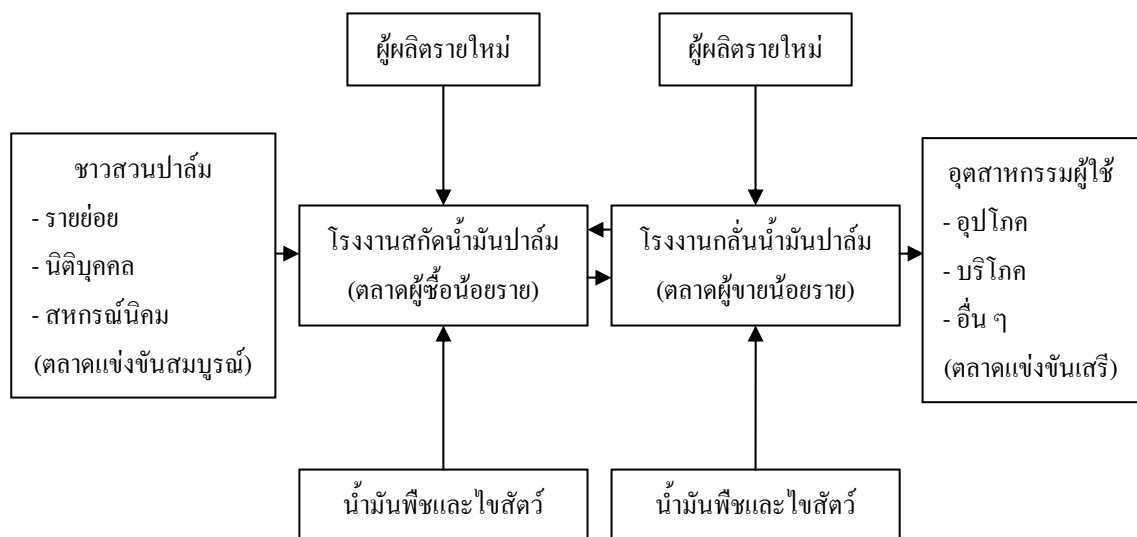 ผู้ผลิตรายใหม่
ผู้ผลิตรายใหม่
ชาวสวนปาล์ม
- รายย่อย
- นิติบุคคล
- สหกรณ์นิคม
(ตลาดแข่งขันสมบูรณ์)
โรงงานสกัดน้ำมันปาล์ม
(ตลาดผู้ซื้อน้อยราย)
โรงงานกลั่นน้ำมันปาล์ม
(ตลาดผู้ขายน้อยราย)
อุตสาหกรรมผู้ใช้
- อุปโภค
- บริโภค
- อื่น ๆ
(ตลาดแข่งขันเสรี)
น้ำมันพืชและไขสัตว์
น้ำมันพืชและไขสัตว์